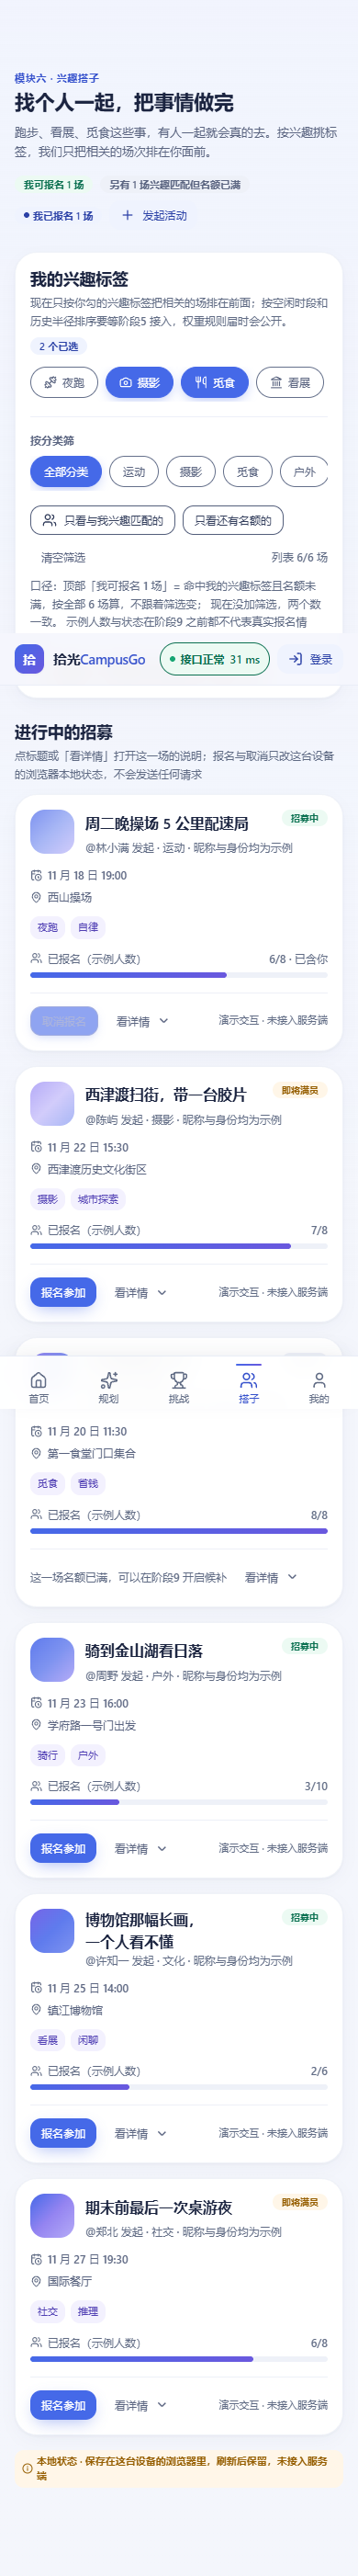 模块六 · 兴趣搭子
找个人一起，把事情做完
跑步、看展、觅食这些事，有人一起就会真的去。按兴趣挑标
签，我们只把相关的场次排在你面前。
我可报名 1 场
另有 1 场兴趣匹配但名额已满
我已报名 1 场
发起活动
我的兴趣标签
现在只按你勾的兴趣标签把相关的场排在前面；按空闲时段和
历史半径排序要等阶段5 接入，权重规则届时会公开。
2 个已选
夜跑
摄影
觅食
看展
按分类筛
全部分类
运动
摄影
觅食
户外
只看与我兴趣匹配的
只看还有名额的
清空筛选
列表 6/6 场
口径：顶部「我可报名 1 场」= 命中我的兴趣标签且名额未
满，按全部 6 场算，不跟着筛选变； 现在没加筛选，两个数
一致。 示例人数与状态在阶段9 之前都不代表真实报名情
拾
拾光CampusGo
接口正常 31 ms
登录
进行中的招募
点标题或「看详情」打开这一场的说明；报名与取消只改这台设备
的浏览器本地状态，不会发送任何请求
周二晚操场 5 公里配速局
招募中
@林小满 发起 · 运动 · 昵称与身份均为示例
11 月 18 日 19:00
西山操场
夜跑
自律
已报名（示例人数）
6/8 · 已含你
取消报名
看详情
演示交互 · 未接入服务端
西津渡扫街，带一台胶片
即将满员
@陈屿 发起 · 摄影 · 昵称与身份均为示例
11 月 22 日 15:30
西津渡历史文化街区
摄影
城市探索
已报名（示例人数）
7/8
报名参加
看详情
演示交互 · 未接入服务端
首页
规划
挑战
搭子
我的
11 月 20 日 11:30
第一食堂门口集合
觅食
省钱
已报名（示例人数）
8/8
这一场名额已满，可以在阶段9 开启候补
看详情
骑到金山湖看日落
招募中
@周野 发起 · 户外 · 昵称与身份均为示例
11 月 23 日 16:00
学府路一号门出发
骑行
户外
已报名（示例人数）
3/10
报名参加
看详情
演示交互 · 未接入服务端
博物馆那幅长画，
一个人看不懂
招募中
@许知一 发起 · 文化 · 昵称与身份均为示例
11 月 25 日 14:00
镇江博物馆
看展
闲聊
已报名（示例人数）
2/6
报名参加
看详情
演示交互 · 未接入服务端
期末前最后一次桌游夜
即将满员
@郑北 发起 · 社交 · 昵称与身份均为示例
11 月 27 日 19:30
国际餐厅
社交
推理
已报名（示例人数）
6/8
报名参加
看详情
演示交互 · 未接入服务端
本地状态 · 保存在这台设备的浏览器里，刷新后保留，未接入服务
端